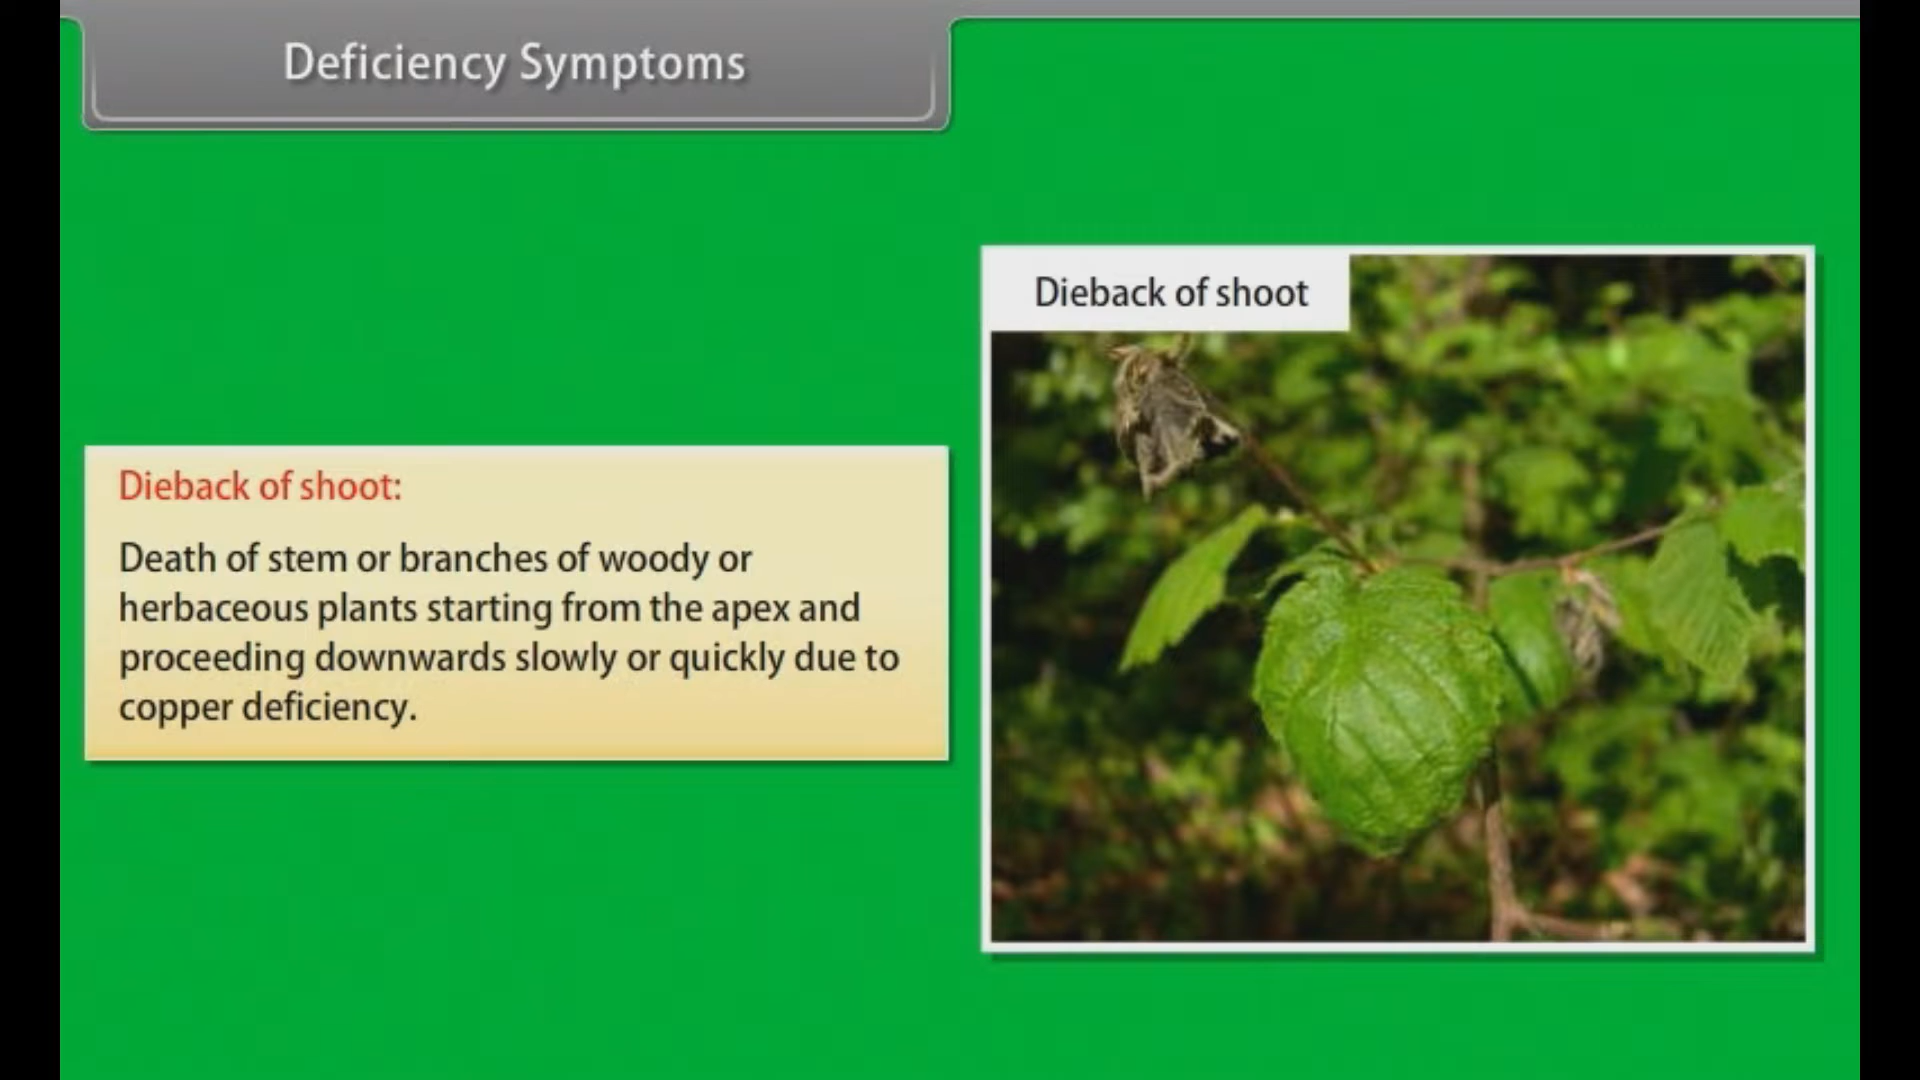 Deficiency Symptoms
Dieback of shoot
Dieback of shoot:
Death of stem or branches of woody or
herbaceous plants starting from the apex and
proceeding downwards slowly or quickly due to
copper deficiency.